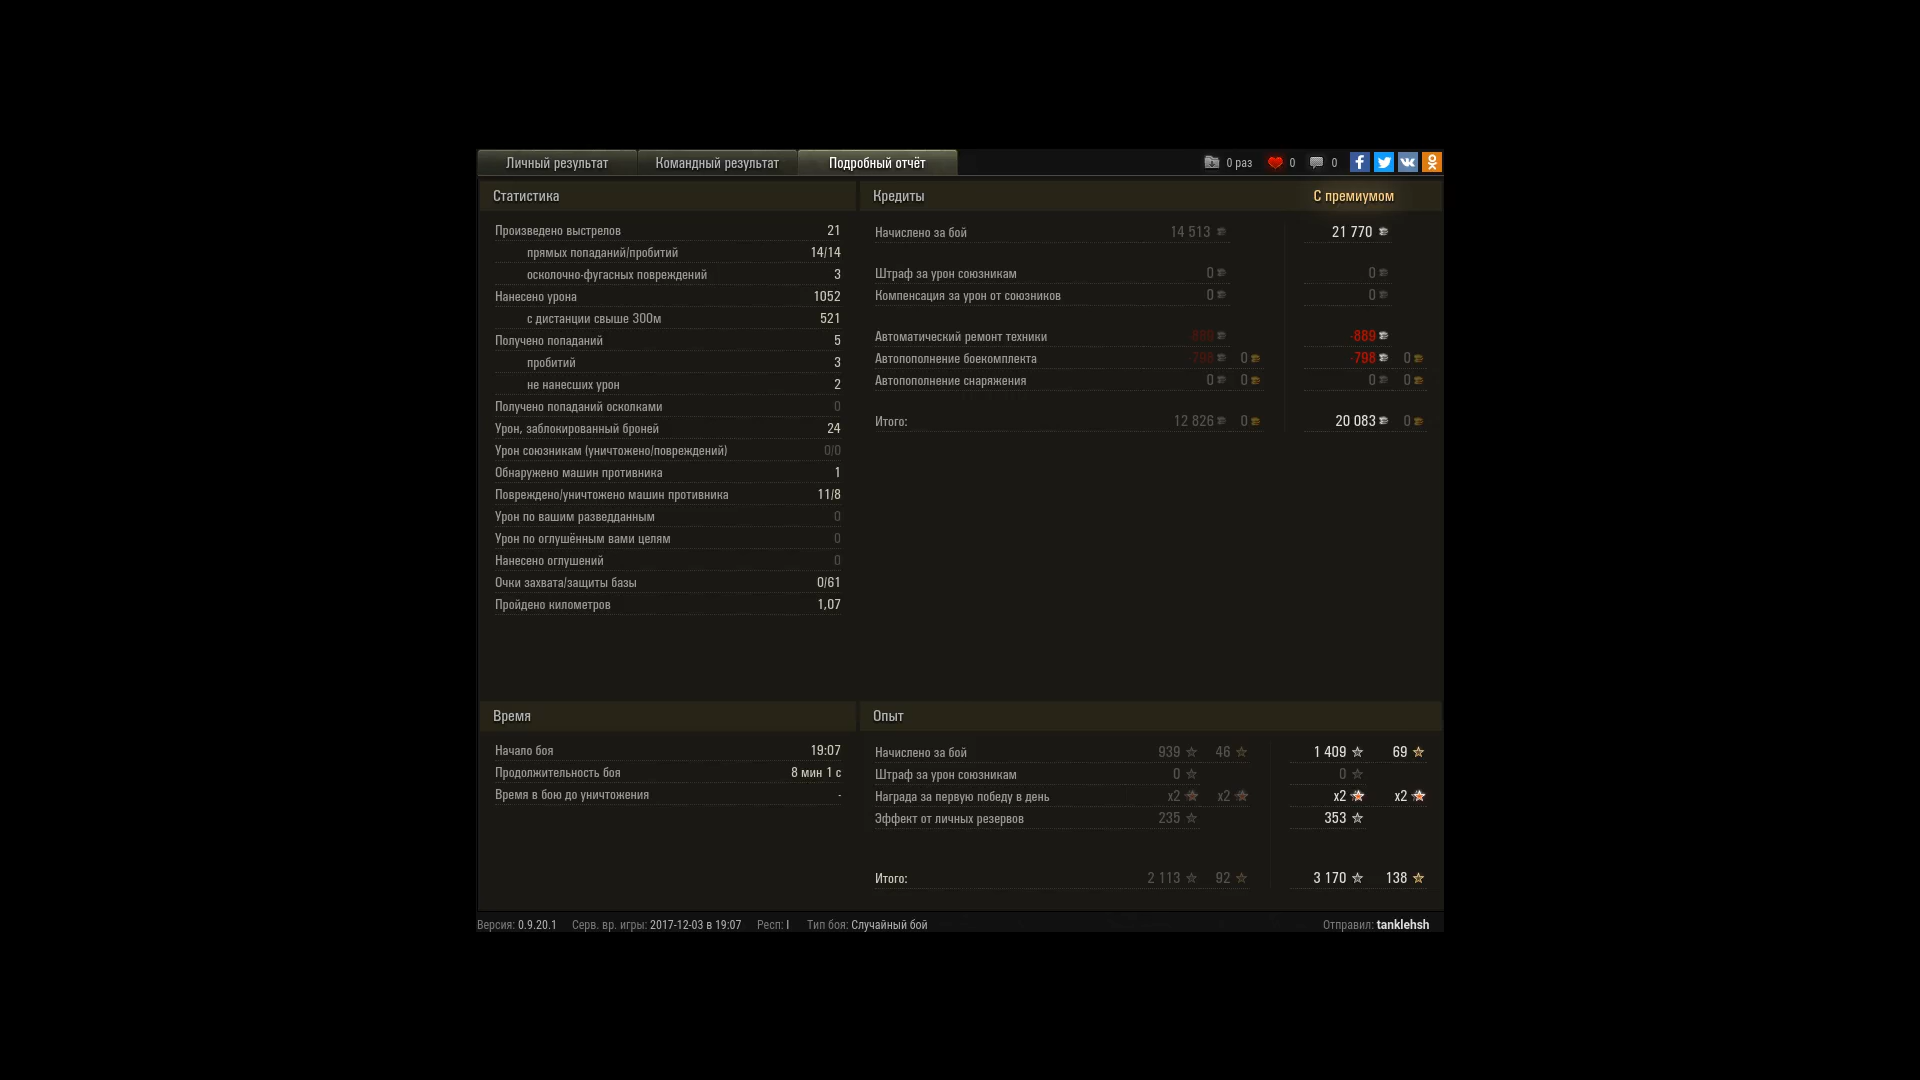 Личный результат Командный результат Подробный отчёт 0 раз 0 0
Статистика
Произведено выстрелов 21
прямых попаданий/пробитий 14/14
осколочно-фугасных повреждений 3
Нанесено урона 1052
с дистанции свыше 300м 521
Получено попаданий 5
пробитий 3
не нанесших урон 2
Получено попаданий осколками 0
Урон, заблокированный броней 24
Урон союзникам (уничтожено/повреждений) 0/0
Обнаружено машин противника 1
Повреждено/уничтожено машин противника 11/8
Урон по вашим разведданным 0
Урон по оглушённым вами целям 0
Нанесено оглушений 0
Очки захвата/защиты базы 0/61
Пройдено километров 1,07
Кредиты С премиумом
Начислено за бой 14 513 21 770
Штраф за урон союзникам 0 0
Компенсация за урон от союзников 0 0
Автоматический ремонт техники -889 -889
Автопополнение боекомплекта -798 0 -798 0
Автопополнение снаряжения 0 0 0 0
Итого: 12 826 0 20 083 0
Время
Начало боя 19:07
Продолжительность боя 8 мин 1 с
Время в бою до уничтожения -
Опыт
Начислено за бой 939 46 1 409 69
Штраф за урон союзникам 0 0
Награда за первую победу в день x2 x2 x2 x2
Эффект от личных резервов 235 353
Итого: 2 113 92 3 170 138
Версия: 0.9.20.1 Серв. вр. игры: 2017-12-03 в 19:07 Респ: I Тип боя: Случайный бой Отправил: tanklehsh